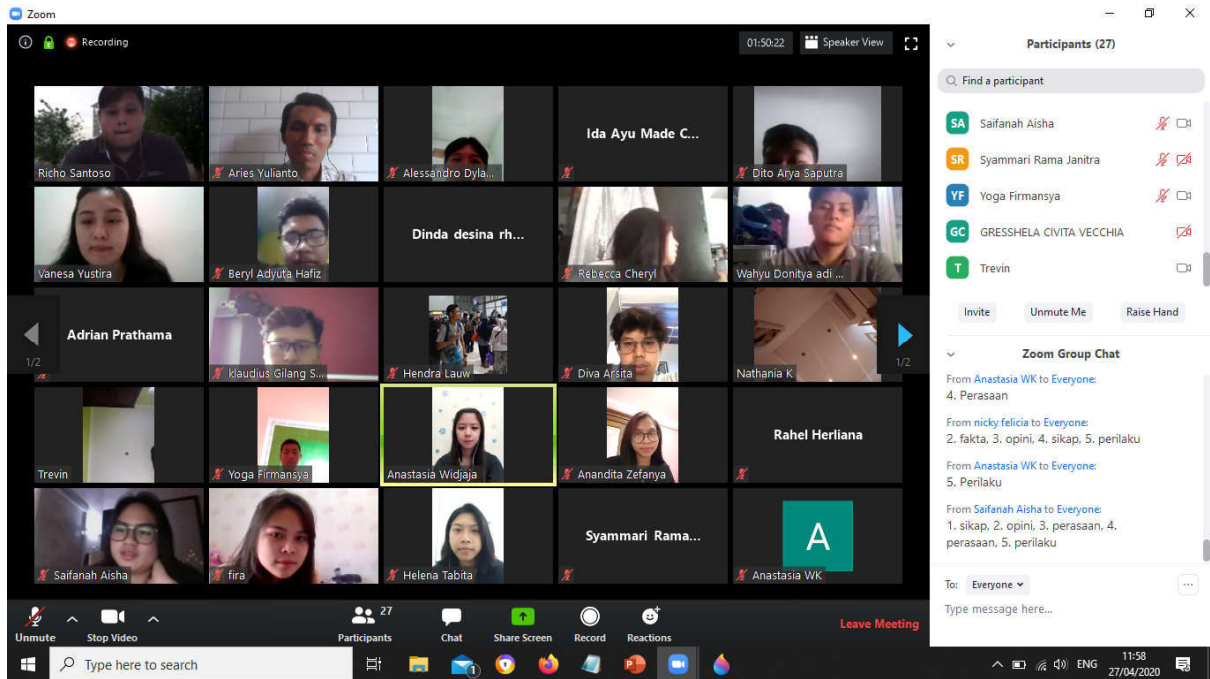 Zoom
Recording
01:50:22
Speaker View
Richo Santoso
Aries Yulianto
Alessandro Dyla...
Ida Ayu Made C...
Dito Arya Saputra
Vanesa Yustira
Beryl Adyuta Hafiz
Dinda desina rh...
Rebecca Cheryl
Wahyu Donitya adi ...
Adrian Prathama
klaudius Gilang S...
Hendra Lauw
Diva Arsita
Nathania K
1/2
1/2
Trevin
Yoga Firmansya
Anastasia Widjaja
Anandita Zefanya
Rahel Herliana
Saifanah Aisha
fira
Helena Tabita
Syammari Rama...
A
Anastasia WK
Unmute
Stop Video
27
Participants
Chat
Share Screen
Record
Reactions
Leave Meeting
Participants (27)
Find a participant
SA Saifanah Aisha
SR Syammari Rama Janitra
YF Yoga Firmansya
GC GRESSHELA CIVITA VECCHIA
T Trevin
Invite
Unmute Me
Raise Hand
Zoom Group Chat
From Anastasia WK to Everyone:
4. Perasaan
From nicky felicia to Everyone:
2. fakta, 3. opini, 4. sikap, 5. perilaku
From Anastasia WK to Everyone:
5. Perilaku
From Saifanah Aisha to Everyone:
1. sikap, 2. opini, 3. perasaan, 4.
perasaan, 5. perilaku
To: Everyone
Type message here...
Type here to search
1
ENG
11:58
27/04/2020